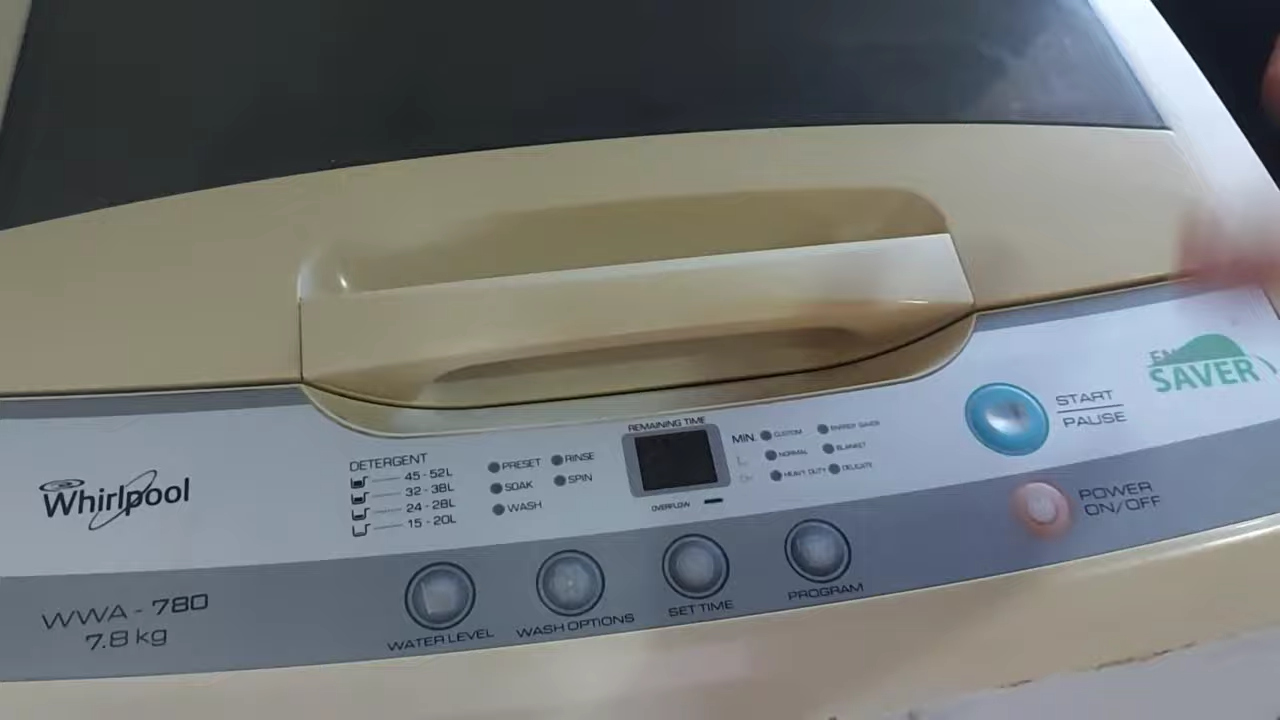 Whirlpool
WWA - 780
7.8 kg
DETERGENT
45 - 52L
32 - 38L
24 - 28L
15 - 20L
PRESET
SOAK
WASH
RINSE
SPIN
REMAINING TIME
OVERFLOW
MIN.
CUSTOM
NORMAL
HEAVY DUTY
ENERGY SAVER
BLANKET
DELICATE
WATER LEVEL
WASH OPTIONS
SET TIME
PROGRAM
START
PAUSE
POWER
ON/OFF
SAVER